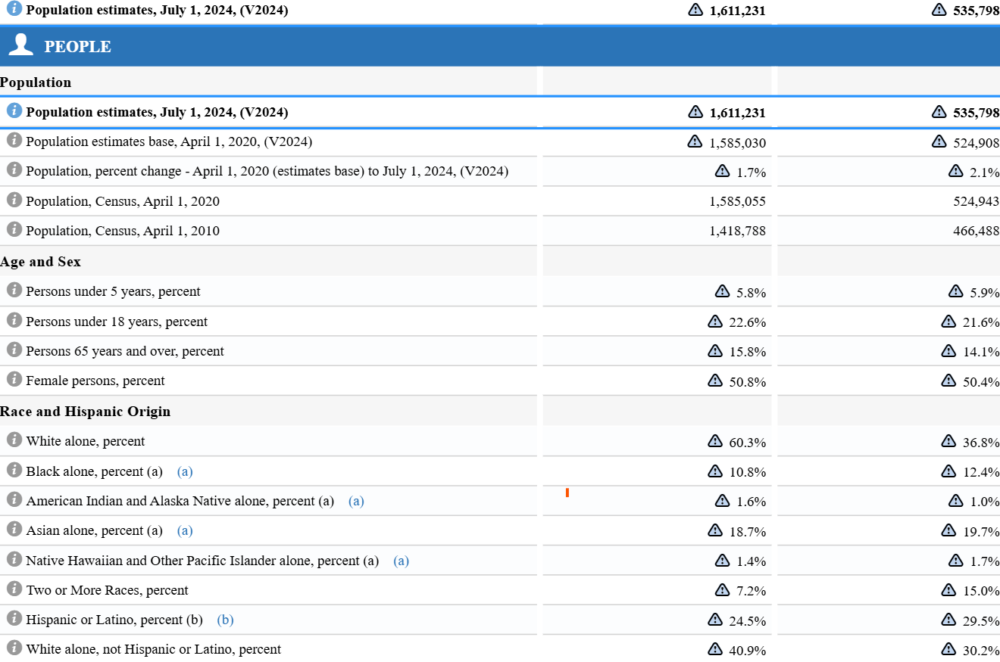 Population estimates, July 1, 2024, (V2024) 1,611,231 535,798
PEOPLE
Population
Population estimates, July 1, 2024, (V2024) 1,611,231 535,798
Population estimates base, April 1, 2020, (V2024) 1,585,030 524,908
Population, percent change - April 1, 2020 (estimates base) to July 1, 2024, (V2024) 1.7% 2.1%
Population, Census, April 1, 2020 1,585,055 524,943
Population, Census, April 1, 2010 1,418,788 466,488
Age and Sex
Persons under 5 years, percent 5.8% 5.9%
Persons under 18 years, percent 22.6% 21.6%
Persons 65 years and over, percent 15.8% 14.1%
Female persons, percent 50.8% 50.4%
Race and Hispanic Origin
White alone, percent 60.3% 36.8%
Black alone, percent (a) (a) 10.8% 12.4%
American Indian and Alaska Native alone, percent (a) (a) 1.6% 1.0%
Asian alone, percent (a) (a) 18.7% 19.7%
Native Hawaiian and Other Pacific Islander alone, percent (a) (a) 1.4% 1.7%
Two or More Races, percent 7.2% 15.0%
Hispanic or Latino, percent (b) (b) 24.5% 29.5%
White alone, not Hispanic or Latino, percent 40.9% 30.2%